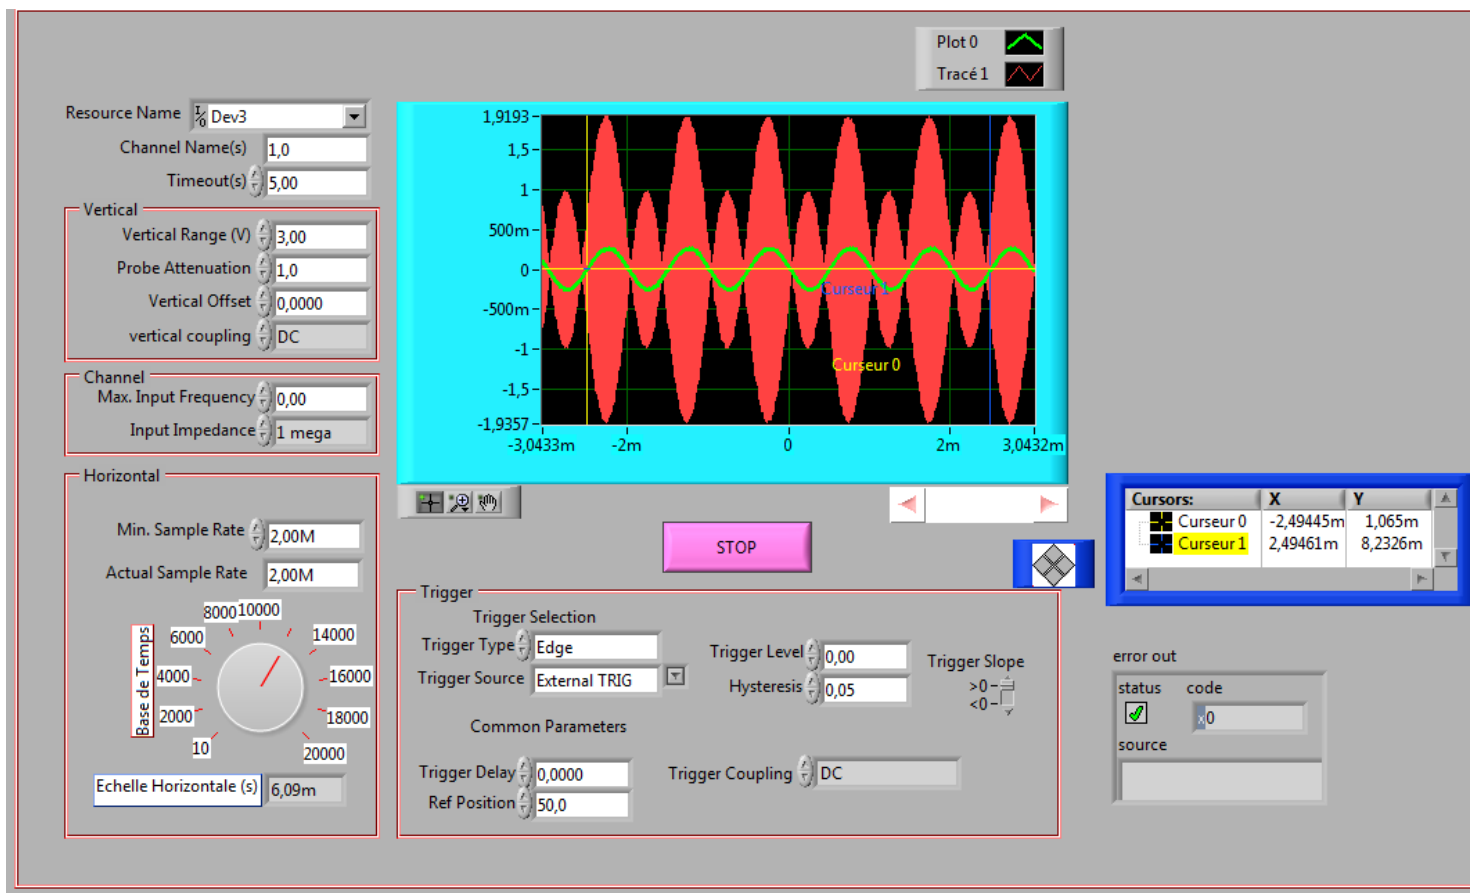 Plot 0
Tracé 1
Resource Name I/0 Dev3
Channel Name(s) 1,0
Timeout(s) 5,00
Vertical
Vertical Range (V) 3,00
Probe Attenuation 1,0
Vertical Offset 0,0000
vertical coupling DC
Channel
Max. Input Frequency 0,00
Input Impedance 1 mega
Horizontal
Min. Sample Rate 2,00M
Actual Sample Rate 2,00M
Base de Temps
10
2000
4000
6000
8000
10000
14000
16000
18000
20000
Echelle Horizontale (s) 6,09m
1,9193
1,5
1
500m
0
-500m
-1
-1,5
-1,9357
-3,0433m -2m 0 2m 3,0432m
Curseur 1
Curseur 0
STOP
Cursors: X Y
Curseur 0 -2,49445m 1,065m
Curseur 1 2,49461m 8,2326m
Trigger
Trigger Selection
Trigger Type Edge
Trigger Source External TRIG
Trigger Level 0,00
Hysteresis 0,05
Trigger Slope
>0
<0
Common Parameters
Trigger Delay 0,0000
Ref Position 50,0
Trigger Coupling DC
error out
status code
x0
source